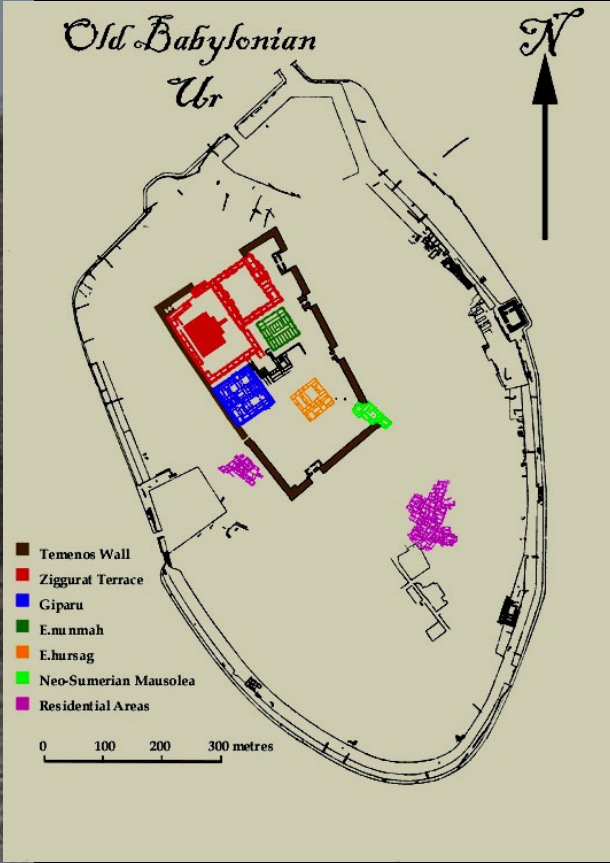 Old Babylonian
Ur
N
Temenos Wall
Ziggurat Terrace
Giparu
E.nunmah
E.hursag
Neo-Sumerian Mausolea
Residential Areas
0 100 200 300 metres